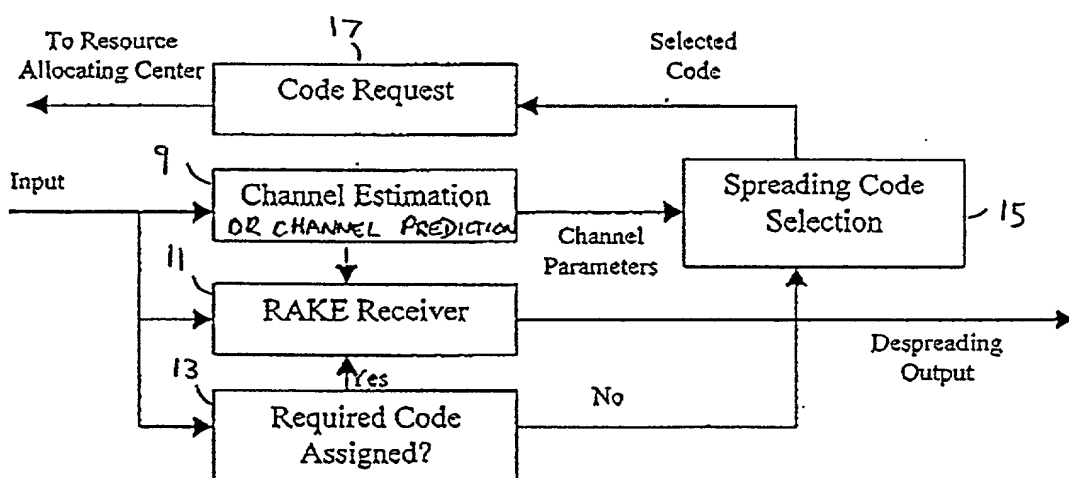 17
To Resource
Allocating Center
Code Request
Selected
Code
9
Input
Channel Estimation
OR CHANNEL PREDICTION
Channel
Parameters
Spreading Code
Selection
15
11
RAKE Receiver
Despreading
Output
13
Yes
Required Code
Assigned?
No